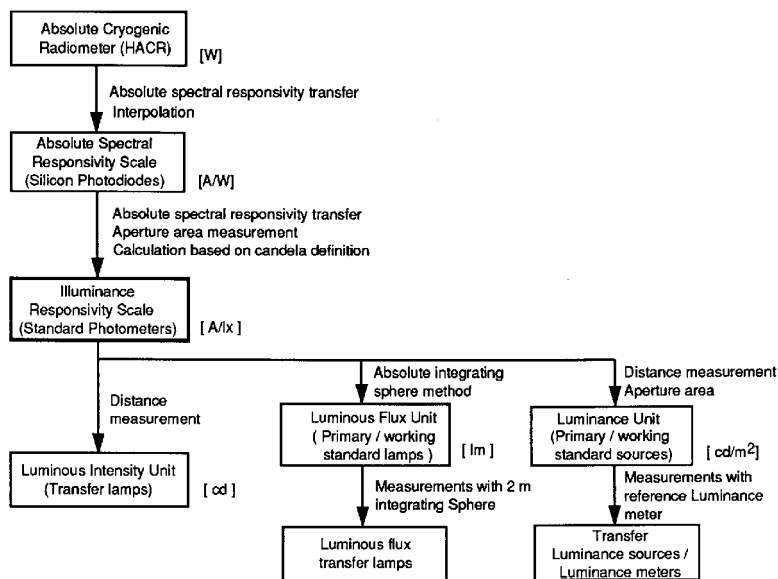 Absolute Cryogenic
Radiometer (HACR)
[W]
Absolute spectral responsivity transfer
Interpolation
Absolute Spectral
Responsivity Scale
(Silicon Photodiodes)
[A/W]
Absolute spectral responsivity transfer
Aperture area measurement
Calculation based on candela definition
Illuminance
Responsivity Scale
(Standard Photometers)
[ A/lx ]
Distance
measurement
Absolute integrating
sphere method
Distance measurement
Aperture area
Luminous Intensity Unit
(Transfer lamps)
[ cd ]
Luminous Flux Unit
( Primary / working
standard lamps )
[ lm ]
Luminance Unit
(Primary / working
standard sources)
[ cd/m²]
Measurements with 2 m
integrating Sphere
Measurements with
reference Luminance
meter
Luminous flux
transfer lamps
Transfer
Luminance sources /
Luminance meters